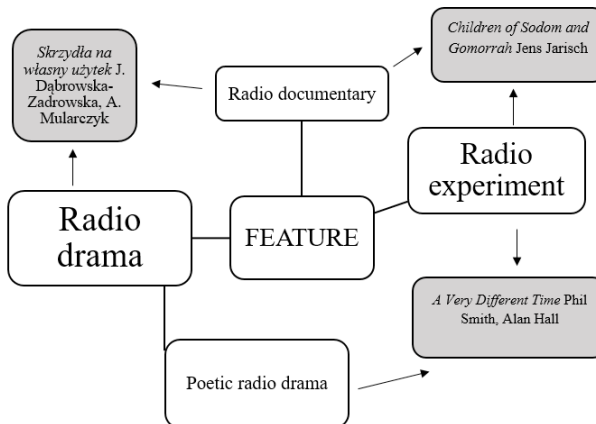 Skrzydła na
własny użytek J.
Dąbrowska-
Zadrowska, A.
Mularczyk
Radio documentary
Children of Sodom and
Gomorrah Jens Jarisch
Radio
drama
FEATURE
Radio
experiment
Poetic radio drama
A Very Different Time Phil
Smith, Alan Hall